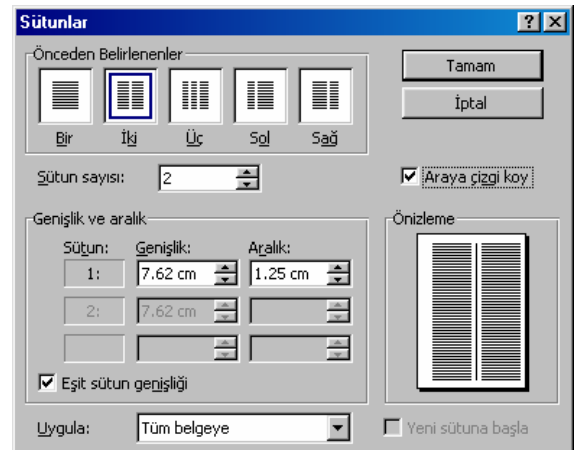 Sütunlar
Önceden Belirlenenler
Bir İki Üç Sol Sağ
Tamam
İptal
Sütun sayısı: 2
Araya çizgi koy
Genişlik ve aralık
Sütun: Genişlik: Aralık:
1: 7.62 cm 1.25 cm
2: 7.62 cm
Eşit sütun genişliği
Önizleme
Uygula: Tüm belgeye
Yeni sütuna başla